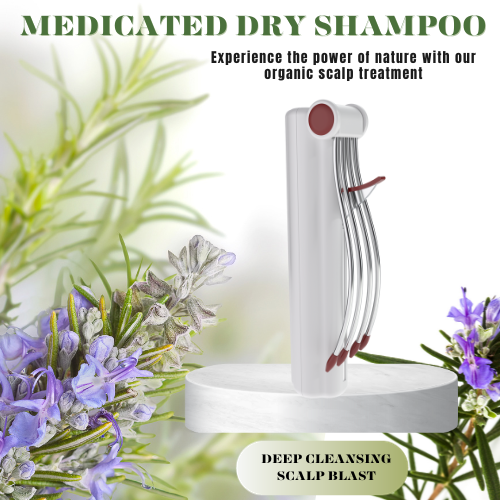 MEDICATED DRY SHAMPOO
Experience the power of nature with our
organic scalp treatment
DEEP CLEANSING
SCALP BLAST